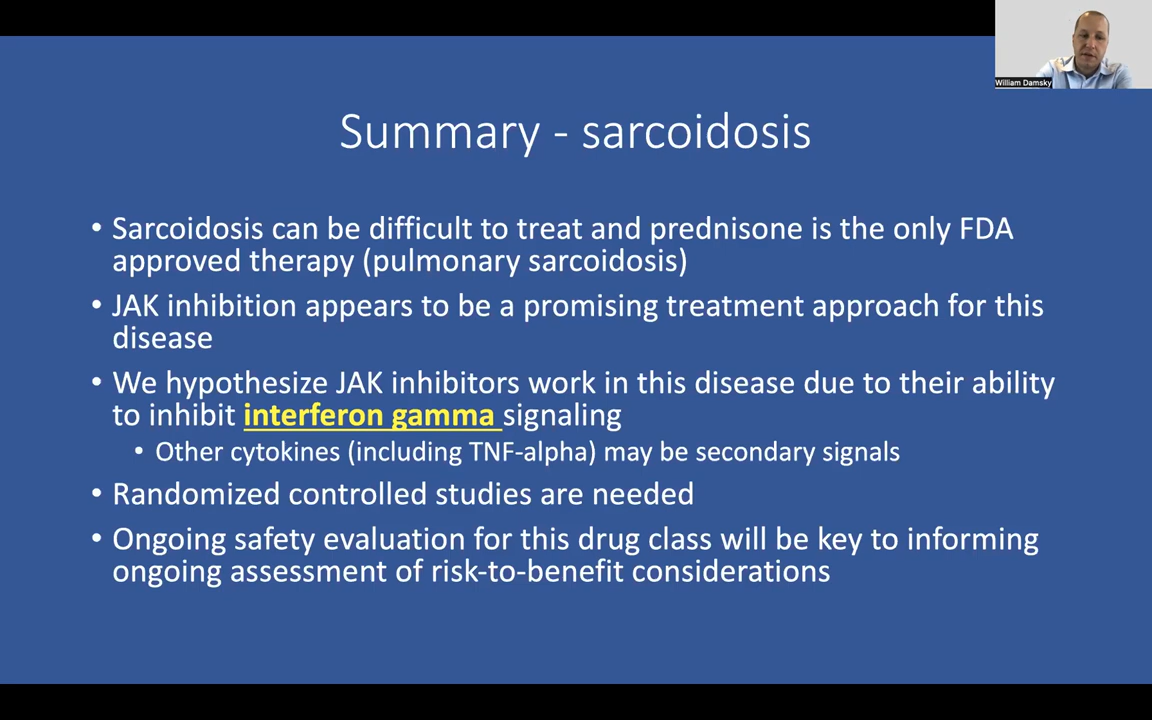 William Damsky
Summary - sarcoidosis
• Sarcoidosis can be difficult to treat and prednisone is the only FDA
approved therapy (pulmonary sarcoidosis)
• JAK inhibition appears to be a promising treatment approach for this
disease
• We hypothesize JAK inhibitors work in this disease due to their ability
to inhibit interferon gamma signaling
• Other cytokines (including TNF-alpha) may be secondary signals
• Randomized controlled studies are needed
• Ongoing safety evaluation for this drug class will be key to informing
ongoing assessment of risk-to-benefit considerations